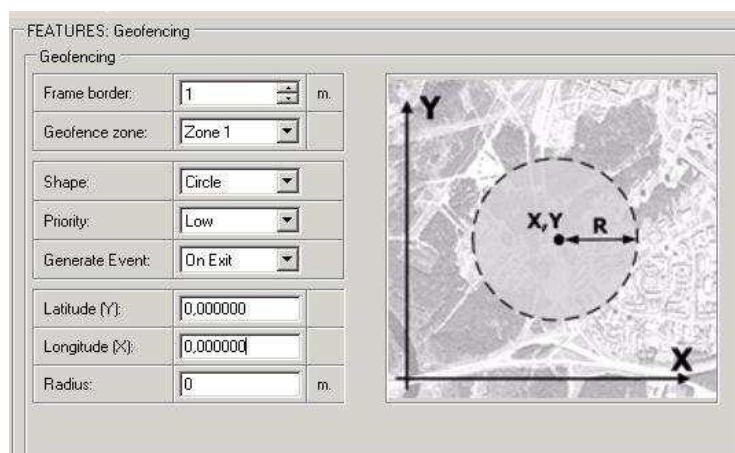 FEATURES: Geofencing
Geofencing
Frame border: 1 m.
Geofence zone: Zone 1
Shape: Circle
Priority: Low
Generate Event: On Exit
Latitude (Y): 0,000000
Longitude (X): 0,000000
Radius: 0 m.
Y
X,Y R
X